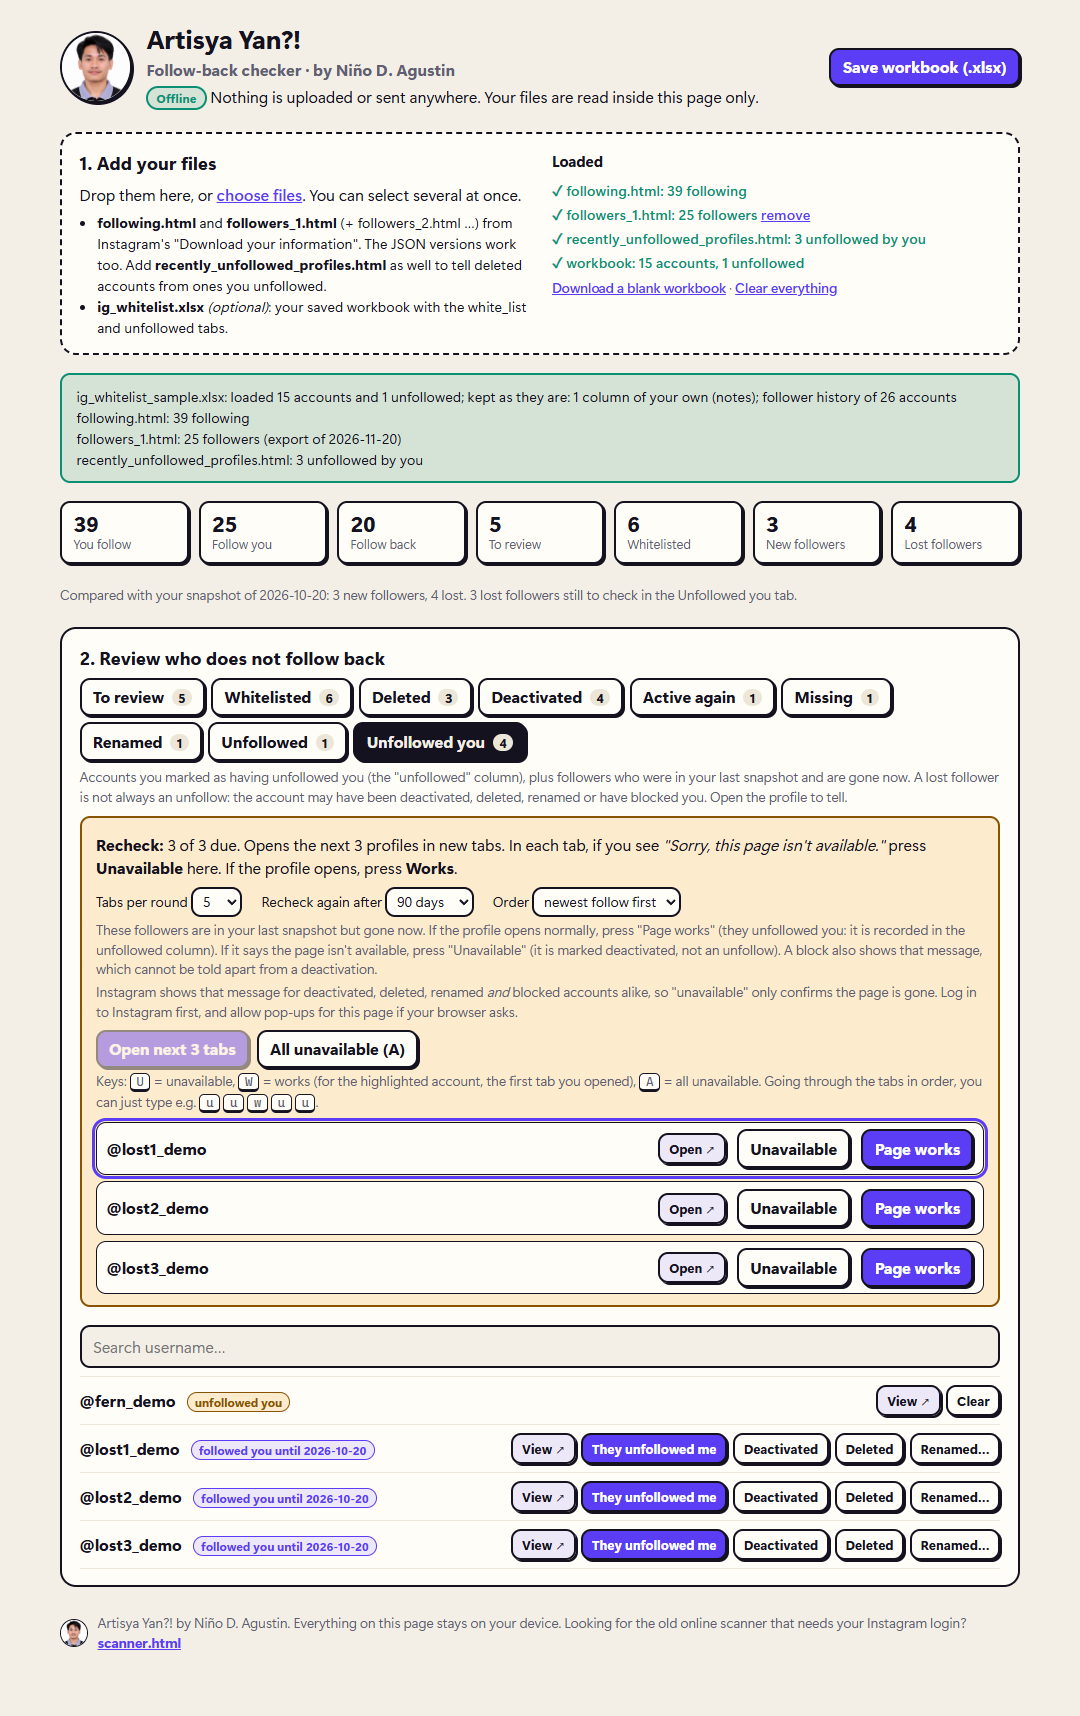 Artisya Yan?!
Follow-back checker · by Niño D. Agustin
Offline Nothing is uploaded or sent anywhere. Your files are read inside this page only.
Save workbook (.xlsx)
1. Add your files
Drop them here, or choose files. You can select several at once.
• following.html and followers_1.html (+ followers_2.html ...) from
Instagram's "Download your information". The JSON versions work
too. Add recently_unfollowed_profiles.html as well to tell deleted
accounts from ones you unfollowed.
• ig_whitelist.xlsx (optional): your saved workbook with the white_list
and unfollowed tabs.
Loaded
✓ following.html: 39 following
✓ followers_1.html: 25 followers remove
✓ recently_unfollowed_profiles.html: 3 unfollowed by you
✓ workbook: 15 accounts, 1 unfollowed
Download a blank workbook · Clear everything
ig_whitelist_sample.xlsx: loaded 15 accounts and 1 unfollowed; kept as they are: 1 column of your own (notes); follower history of 26 accounts
following.html: 39 following
followers_1.html: 25 followers (export of 2026-11-20)
recently_unfollowed_profiles.html: 3 unfollowed by you
39
You follow
25
Follow you
20
Follow back
5
To review
6
Whitelisted
3
New followers
4
Lost followers
Compared with your snapshot of 2026-10-20: 3 new followers, 4 lost. 3 lost followers still to check in the Unfollowed you tab.
2. Review who does not follow back
To review 5 Whitelisted 6 Deleted 3 Deactivated 4 Active again 1 Missing 1
Renamed 1 Unfollowed 1 Unfollowed you 4
Accounts you marked as having unfollowed you (the "unfollowed" column), plus followers who were in your last snapshot and are gone now. A lost follower
is not always an unfollow: the account may have been deactivated, deleted, renamed or have blocked you. Open the profile to tell.
Recheck: 3 of 3 due. Opens the next 3 profiles in new tabs. In each tab, if you see "Sorry, this page isn't available." press
Unavailable here. If the profile opens, press Works.
Tabs per round 5 Recheck again after 90 days Order newest follow first
These followers are in your last snapshot but gone now. If the profile opens normally, press "Page works" (they unfollowed you: it is recorded in the
unfollowed column). If it says the page isn't available, press "Unavailable" (it is marked deactivated, not an unfollow). A block also shows that message,
which cannot be told apart from a deactivation.
Instagram shows that message for deactivated, deleted, renamed and blocked accounts alike, so "unavailable" only confirms the page is gone. Log in
to Instagram first, and allow pop-ups for this page if your browser asks.
Open next 3 tabs All unavailable (A)
Keys: U = unavailable, W = works (for the highlighted account, the first tab you opened), A = all unavailable. Going through the tabs in order, you
can just type e.g. u u w u u.
@lost1_demo Open ↗ Unavailable Page works
@lost2_demo Open ↗ Unavailable Page works
@lost3_demo Open ↗ Unavailable Page works
Search username...
@fern_demo unfollowed you View ↗ Clear
@lost1_demo followed you until 2026-10-20 View ↗ They unfollowed me Deactivated Deleted Renamed...
@lost2_demo followed you until 2026-10-20 View ↗ They unfollowed me Deactivated Deleted Renamed...
@lost3_demo followed you until 2026-10-20 View ↗ They unfollowed me Deactivated Deleted Renamed...
Artisya Yan?! by Niño D. Agustin. Everything on this page stays on your device. Looking for the old online scanner that needs your Instagram login?
scanner.html